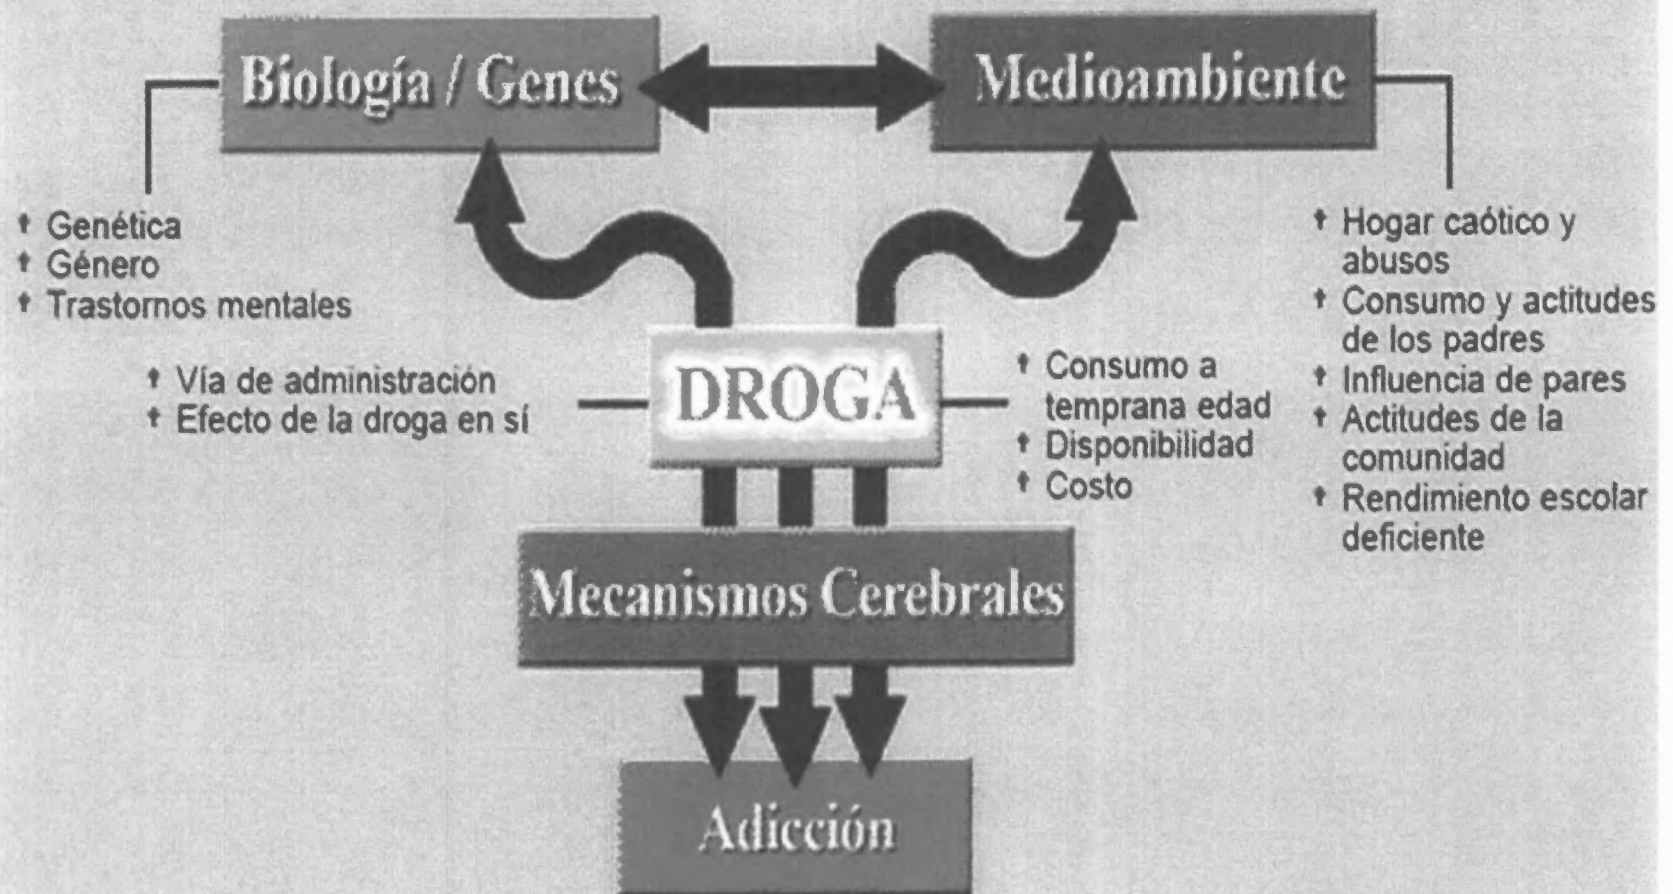 Biología / Genes
Medioambiente
† Genética
† Género
† Trastornos mentales
† Hogar caótico y
abusos
† Consumo y actitudes
de los padres
† Influencia de pares
† Actitudes de la
comunidad
† Rendimiento escolar
deficiente
† Vía de administración
† Efecto de la droga en sí
DROGA
† Consumo a
temprana edad
† Disponibilidad
† Costo
Mecanismos Cerebrales
Adicción